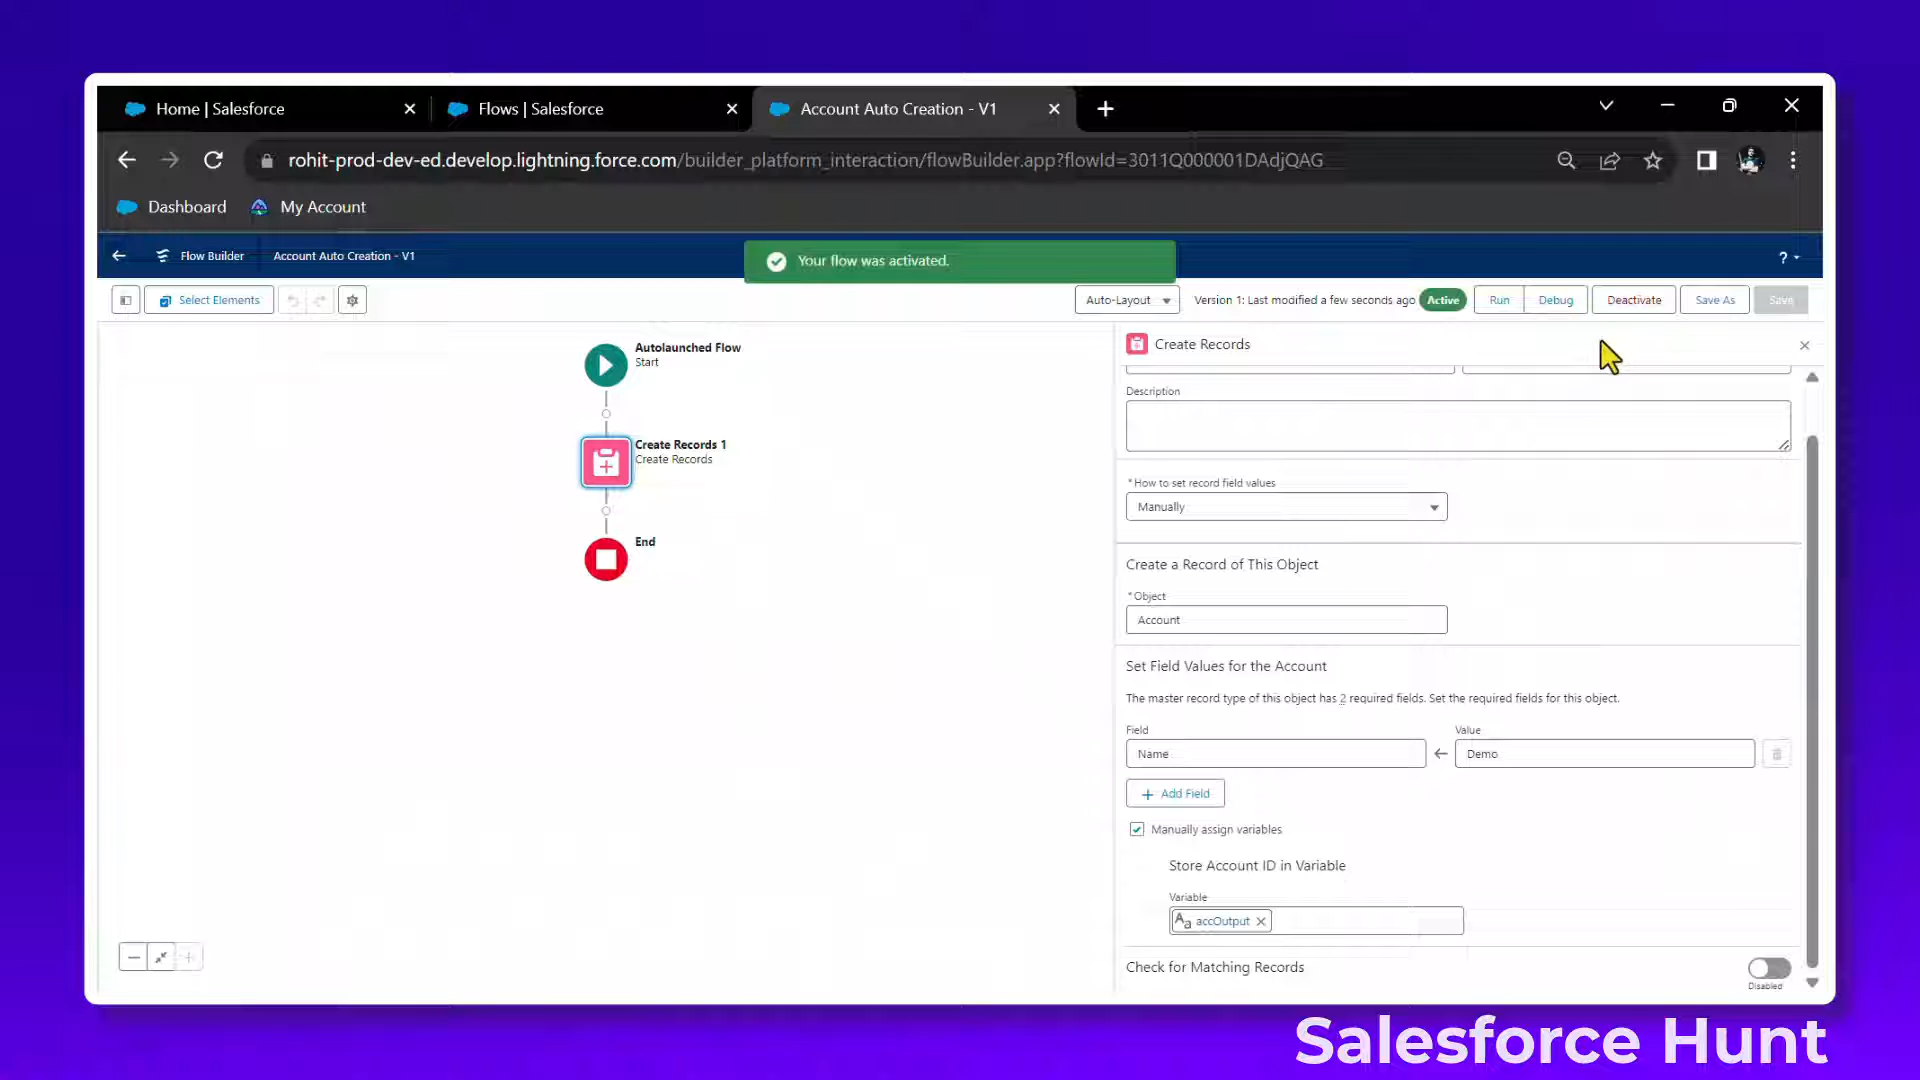 Home | Salesforce
Flows | Salesforce
Account Auto Creation - V1
rohit-prod-dev-ed.develop.lightning.force.com/builder_platform_interaction/flowBuilder.app?flowId=3011Q000001DAdjQAG
Dashboard
My Account
Flow Builder
Account Auto Creation - V1
Your flow was activated.
?
Select Elements
Auto-Layout
Version 1: Last modified a few seconds ago
Active
Run
Debug
Deactivate
Save As
Save
Autolaunched Flow
Start
Create Records 1
Create Records
End
Create Records
Description
*How to set record field values
Manually
Create a Record of This Object
*Object
Account
Set Field Values for the Account
The master record type of this object has 2 required fields. Set the required fields for this object.
Field
Value
Name
Demo
Add Field
Manually assign variables
Store Account ID in Variable
Variable
Aa accOutput
Check for Matching Records
Disabled
Salesforce Hunt